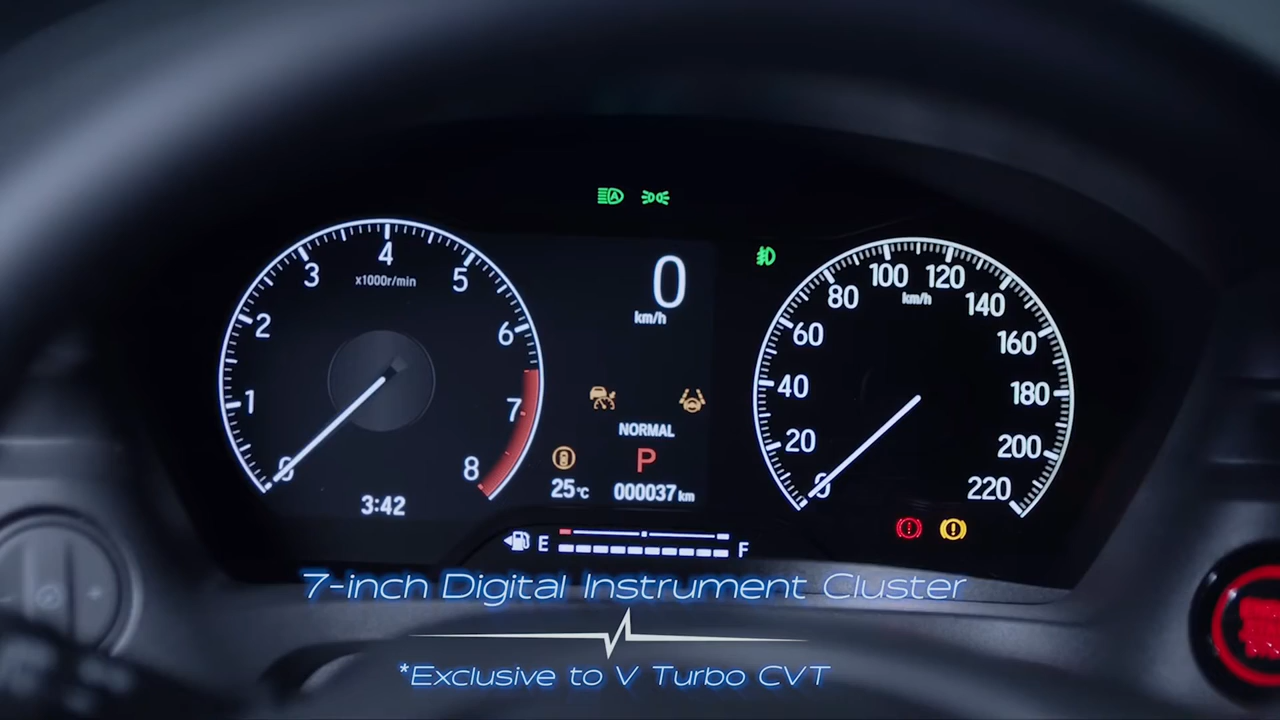 A
0
km/h
4
3
5
x1000r/min
2
6
1
7
0
8
3:42
NORMAL
P
25°C
000037 km
E
F
100
120
km/h
80
140
60
160
40
180
20
200
0
220
7-inch Digital Instrument Cluster
*Exclusive to V Turbo CVT